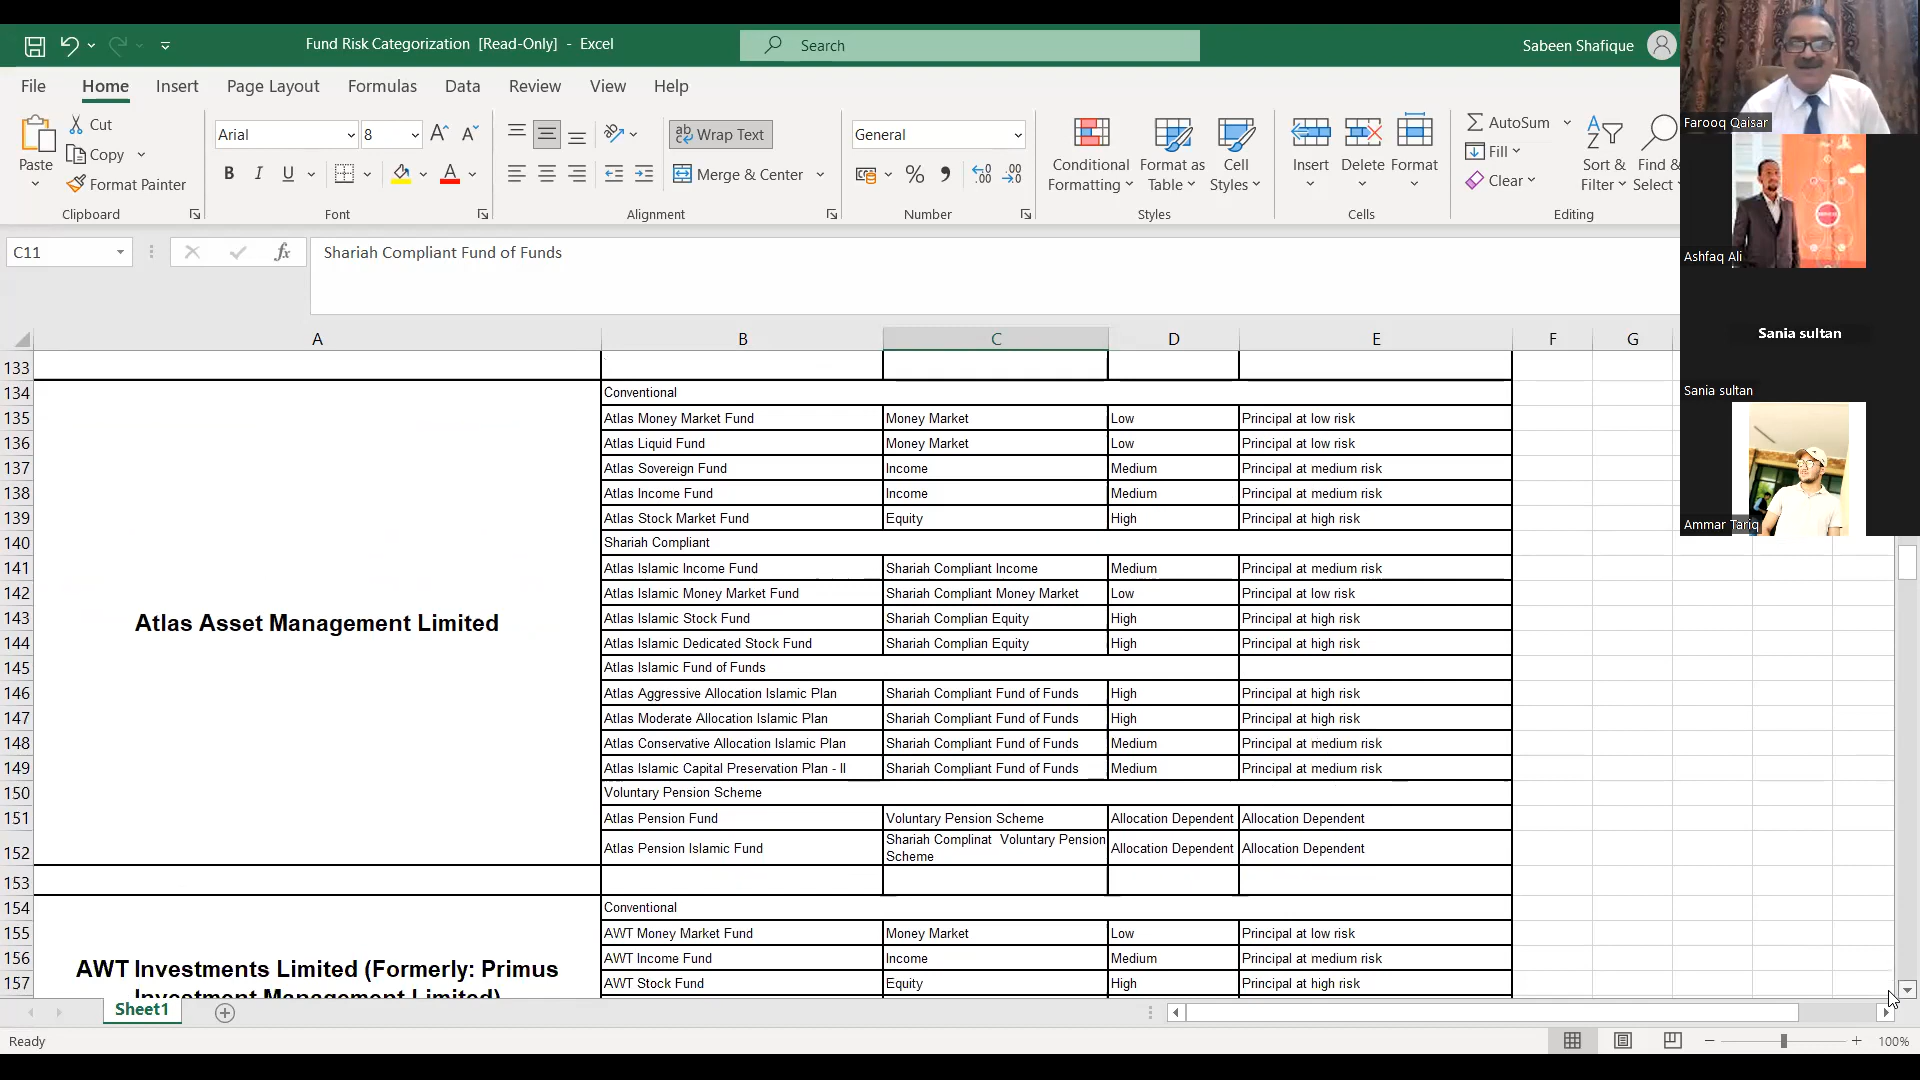 Fund Risk Categorization [Read-Only] - Excel
Search
Sabeen Shafique
File Home Insert Page Layout Formulas Data Review View Help
Paste
Cut
Copy
Format Painter
Clipboard
Arial 8
B I U
Font
Wrap Text
Merge & Center
Alignment
General
Number
Conditional Formatting
Format as Table
Cell Styles
Styles
Insert
Delete
Format
Cells
AutoSum
Fill
Clear
Sort & Filter
Find & Select
Editing
C11
fx
Shariah Compliant Fund of Funds
A B C D E F G
133
134 Conventional
135 Atlas Money Market Fund Money Market Low Principal at low risk
136 Atlas Liquid Fund Money Market Low Principal at low risk
137 Atlas Sovereign Fund Income Medium Principal at medium risk
138 Atlas Income Fund Income Medium Principal at medium risk
139 Atlas Stock Market Fund Equity High Principal at high risk
140 Shariah Compliant
141 Atlas Islamic Income Fund Shariah Compliant Income Medium Principal at medium risk
142 Atlas Islamic Money Market Fund Shariah Compliant Money Market Low Principal at low risk
143 Atlas Islamic Stock Fund Shariah Complian Equity High Principal at high risk
Atlas Asset Management Limited
144 Atlas Islamic Dedicated Stock Fund Shariah Complian Equity High Principal at high risk
145 Atlas Islamic Fund of Funds
146 Atlas Aggressive Allocation Islamic Plan Shariah Compliant Fund of Funds High Principal at high risk
147 Atlas Moderate Allocation Islamic Plan Shariah Compliant Fund of Funds High Principal at high risk
148 Atlas Conservative Allocation Islamic Plan Shariah Compliant Fund of Funds Medium Principal at medium risk
149 Atlas Islamic Capital Preservation Plan - II Shariah Compliant Fund of Funds Medium Principal at medium risk
150 Voluntary Pension Scheme
151 Atlas Pension Fund Voluntary Pension Scheme Allocation Dependent Allocation Dependent
152 Atlas Pension Islamic Fund Shariah Complinat Voluntary Pension Scheme Allocation Dependent Allocation Dependent
153
154 Conventional
155 AWT Money Market Fund Money Market Low Principal at low risk
156 AWT Income Fund Income Medium Principal at medium risk
157 AWT Stock Fund Equity High Principal at high risk
AWT Investments Limited (Formerly: Primus
Investment Management Limited)
Sheet1
Ready
100%
Farooq Qaisar
Ashfaq Ali
Sania sultan
Sania sultan
Ammar Tariq